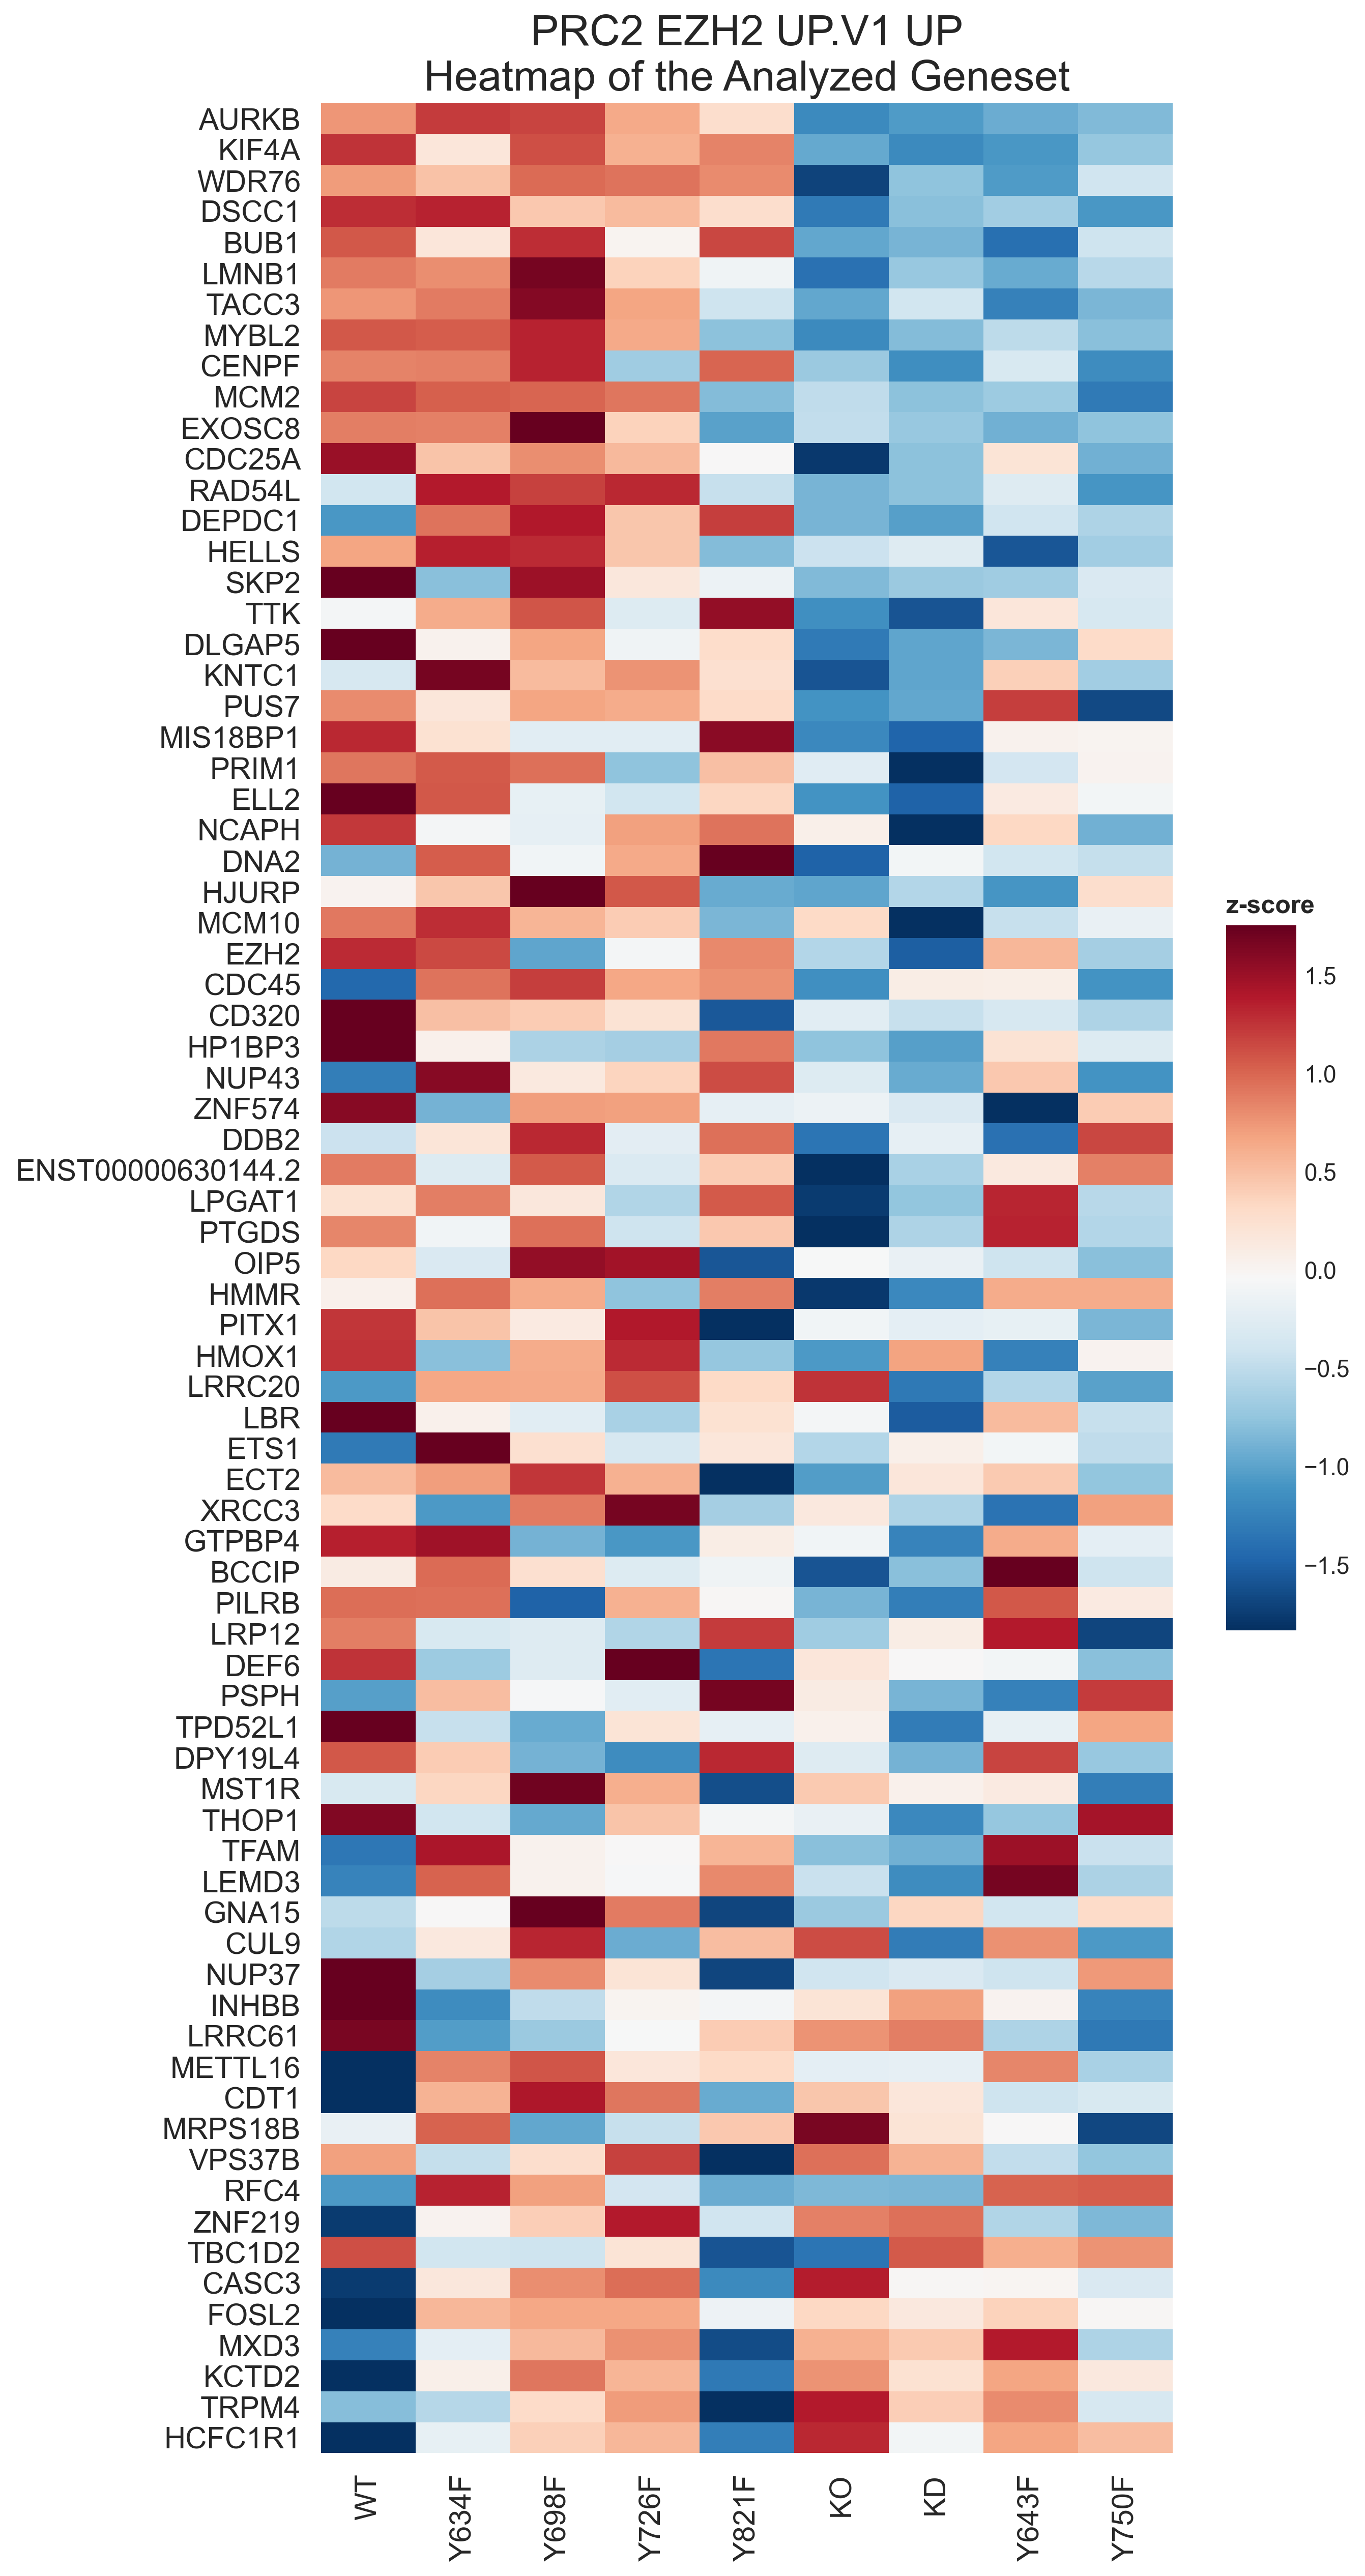 PRC2 EZH2 UP.V1 UP
Heatmap of the Analyzed Geneset
AURKB
KIF4A
WDR76
DSCC1
BUB1
LMNB1
TACC3
MYBL2
CENPF
MCM2
EXOSC8
CDC25A
RAD54L
DEPDC1
HELLS
SKP2
TTK
DLGAP5
KNTC1
PUS7
MIS18BP1
PRIM1
ELL2
NCAPH
DNA2
HJURP
MCM10
EZH2
CDC45
CD320
HP1BP3
NUP43
ZNF574
DDB2
ENST00000630144.2
LPGAT1
PTGDS
OIP5
HMMR
PITX1
HMOX1
LRRC20
LBR
ETS1
ECT2
XRCC3
GTPBP4
BCCIP
PILRB
LRP12
DEF6
PSPH
TPD52L1
DPY19L4
MST1R
THOP1
TFAM
LEMD3
GNA15
CUL9
NUP37
INHBB
LRRC61
METTL16
CDT1
MRPS18B
VPS37B
RFC4
ZNF219
TBC1D2
CASC3
FOSL2
MXD3
KCTD2
TRPM4
HCFC1R1
WT
Y634F
Y698F
Y726F
Y821F
KO
KD
Y643F
Y750F
z-score
1.5
1.0
0.5
0.0
−0.5
−1.0
−1.5